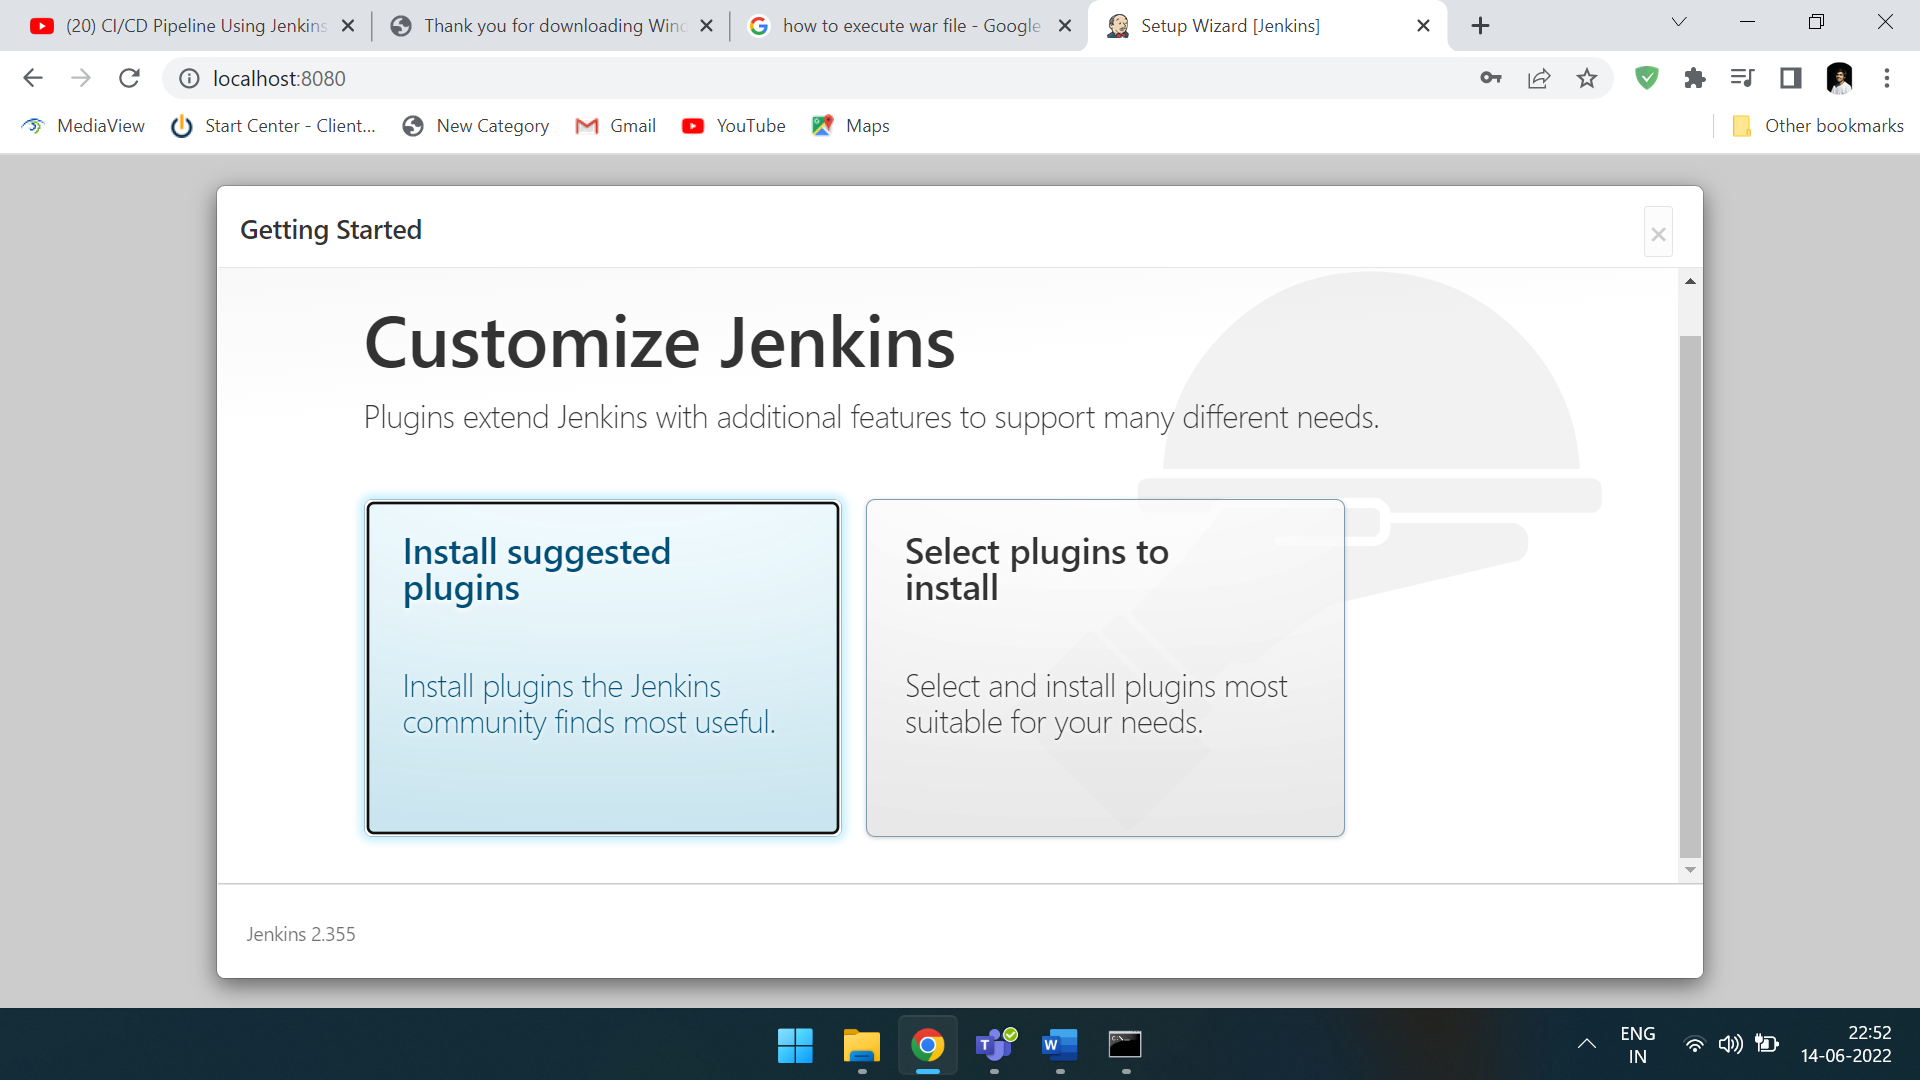 (20) CI/CD Pipeline Using Jenkins
Thank you for downloading Winc
how to execute war file - Google
Setup Wizard [Jenkins]
localhost:8080
MediaView
Start Center - Client...
New Category
Gmail
YouTube
Maps
Other bookmarks
Getting Started
Customize Jenkins
Plugins extend Jenkins with additional features to support many different needs.
Install suggested
plugins
Install plugins the Jenkins
community finds most useful.
Select plugins to
install
Select and install plugins most
suitable for your needs.
Jenkins 2.355
ENG
IN
22:52
14-06-2022